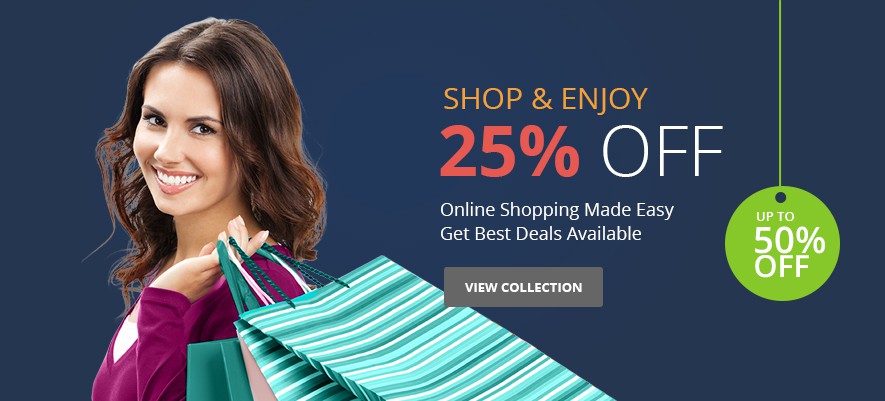 SHOP & ENJOY
25% OFF
Online Shopping Made Easy
Get Best Deals Available
VIEW COLLECTION
UP TO
50%
OFF